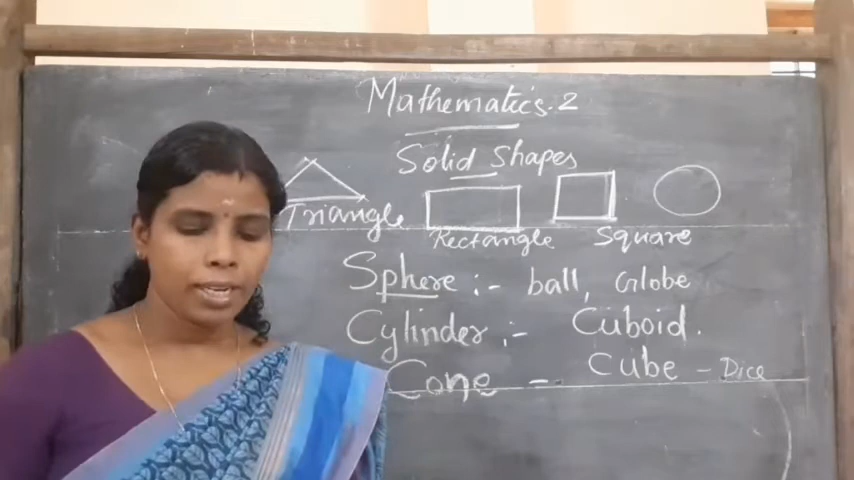 Mathematics-2
Solid Shapes
Triangle Rectangle Square
Sphere :- ball, Globe
Cylinder :- Cuboid.
Cone - Cube - Dice